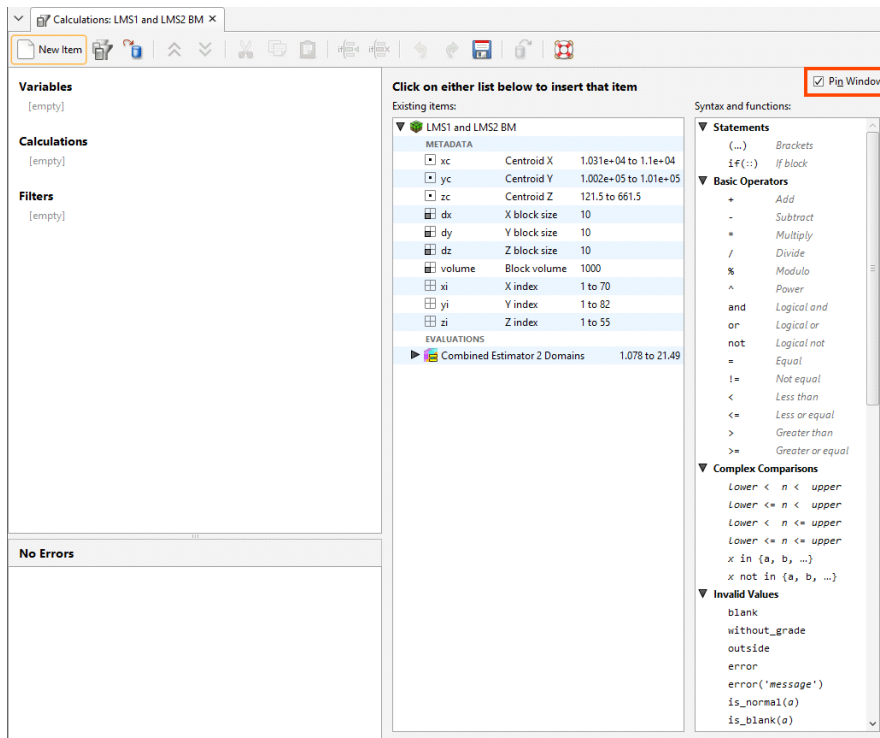 Calculations: LMS1 and LMS2 BM ×
New Item
Variables
[empty]
Calculations
[empty]
Filters
[empty]
No Errors
Click on either list below to insert that item
Pin Window
Existing items:
LMS1 and LMS2 BM
METADATA
xc Centroid X 1.031e+04 to 1.1e+04
yc Centroid Y 1.002e+05 to 1.01e+05
zc Centroid Z 121.5 to 661.5
dx X block size 10
dy Y block size 10
dz Z block size 10
volume Block volume 1000
xi X index 1 to 70
yi Y index 1 to 82
zi Z index 1 to 55
EVALUATIONS
Combined Estimator 2 Domains 1.078 to 21.49
Syntax and functions:
Statements
(...) Brackets
if(::) If block
Basic Operators
+ Add
- Subtract
* Multiply
/ Divide
% Modulo
^ Power
and Logical and
or Logical or
not Logical not
= Equal
!= Not equal
< Less than
<= Less or equal
> Greater than
>= Greater or equal
Complex Comparisons
Lower < n < upper
Lower <= n < upper
Lower < n <= upper
Lower <= n <= upper
x in {a, b, …}
x not in {a, b, …}
Invalid Values
blank
without_grade
outside
error
error('message')
is_normal(a)
is_blank(a)